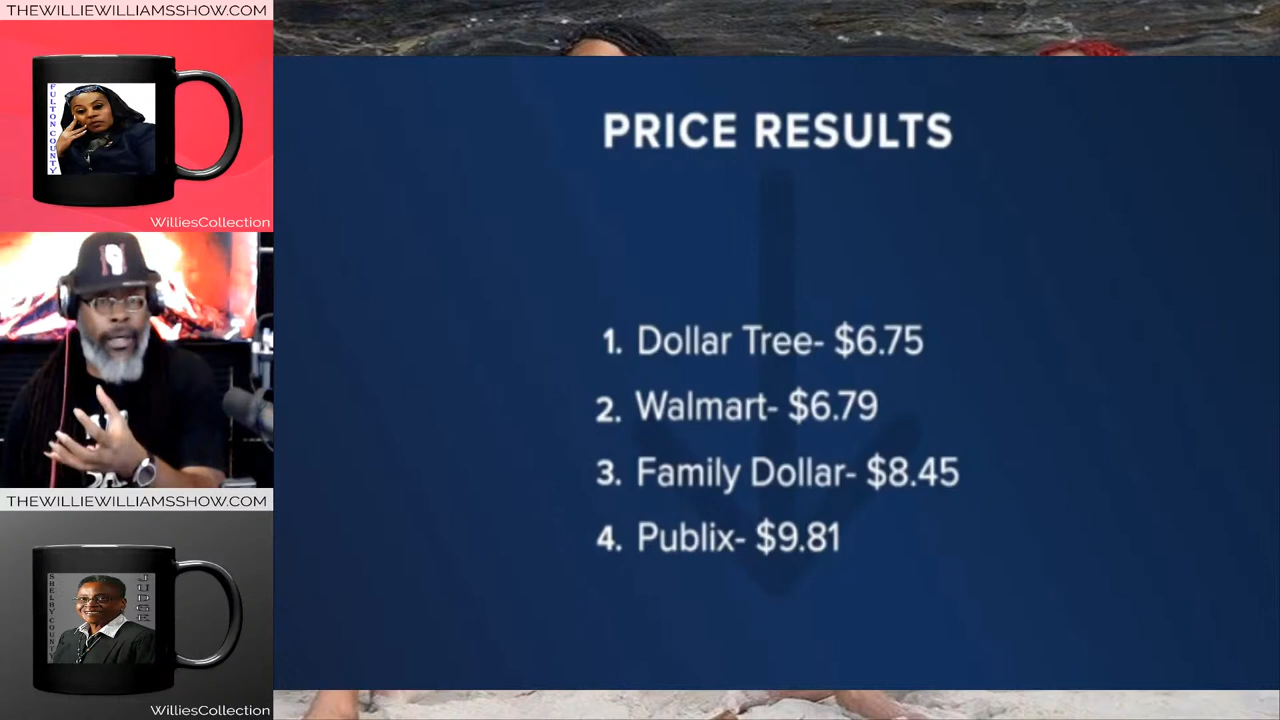 THEWILLIEWILLIAMSSHOW.COM
FULTON COUNTY
WilliesCollection
THEWILLIEWILLIAMSSHOW.COM
SHELBY COUNTY
JUDGE
WilliesCollection
PRICE RESULTS
1. Dollar Tree- $6.75
2. Walmart- $6.79
3. Family Dollar- $8.45
4. Publix- $9.81